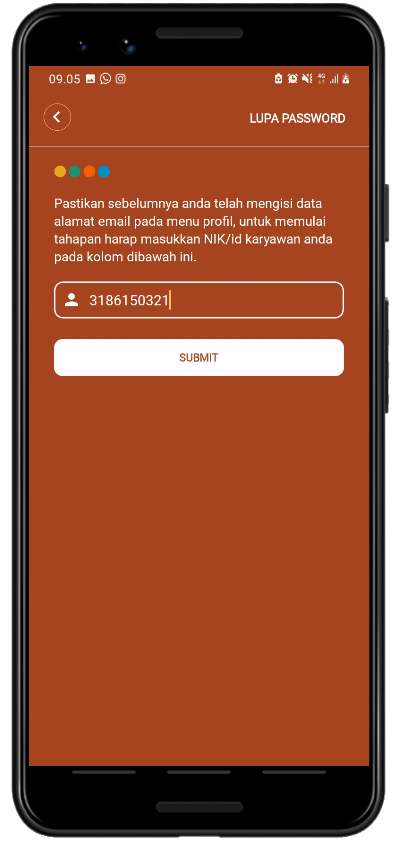 09.05
LUPA PASSWORD
Pastikan sebelumnya anda telah mengisi data
alamat email pada menu profil, untuk memulai
tahapan harap masukkan NIK/id karyawan anda
pada kolom dibawah ini.
3186150321
SUBMIT